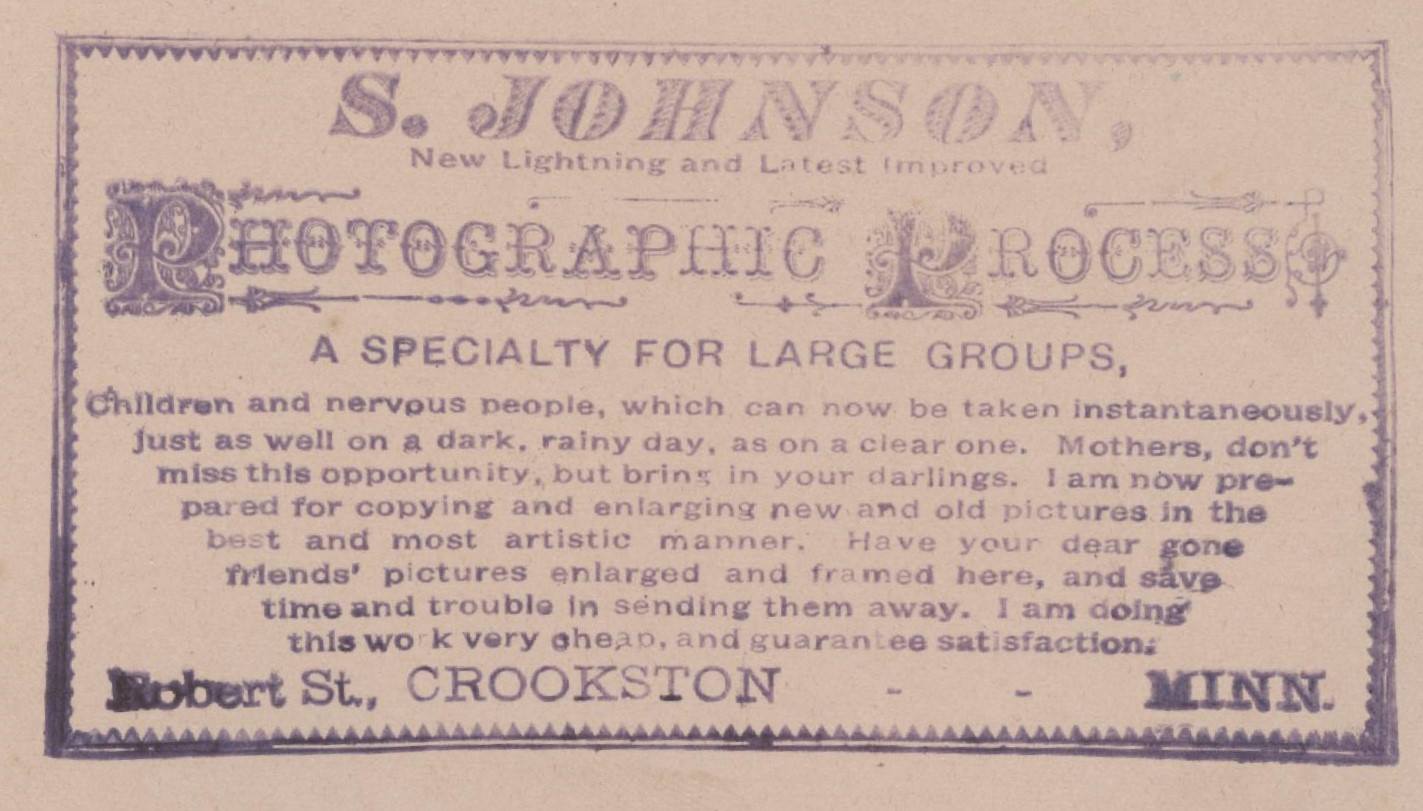 S. JOHNSON,
New Lightning and Latest Improved
PHOTOGRAPHIC PROCESS
A SPECIALTY FOR LARGE GROUPS,
Children and nervous people, which can now be taken instantaneously,
just as well on a dark, rainy day, as on a clear one. Mothers, don't
miss this opportunity, but bring in your darlings. I am now pre-
pared for copying and enlarging new and old pictures in the
best and most artistic manner. Have your dear gone
friends' pictures enlarged and framed here, and save
time and trouble in sending them away. I am doing
this work very cheap, and guarantee satisfaction.
Robert St., CROOKSTON - - MINN.